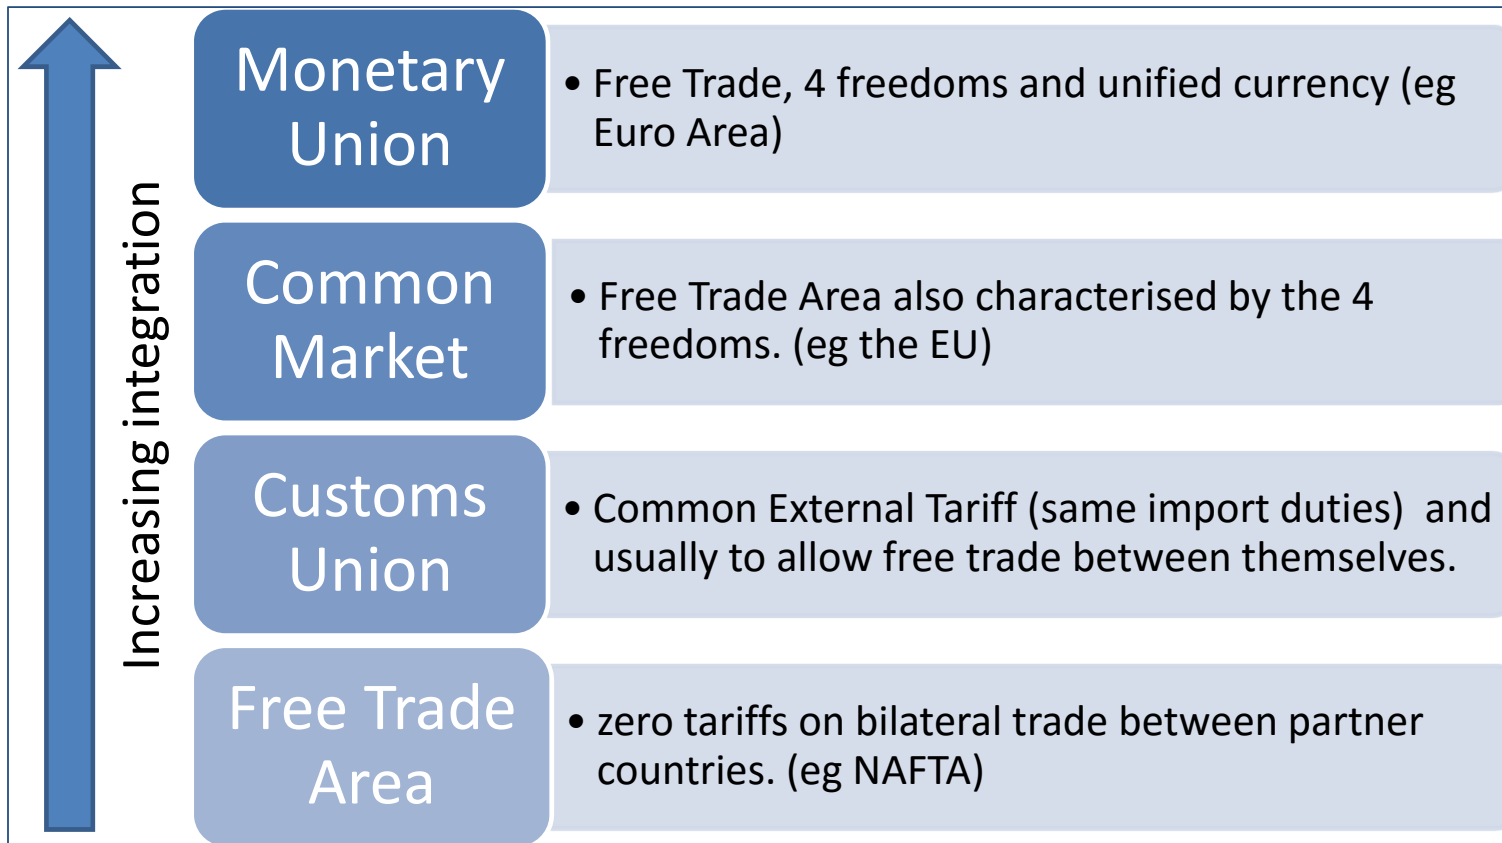 Increasing integration
Monetary
Union
• Free Trade, 4 freedoms and unified currency (eg
Euro Area)
Common
Market
• Free Trade Area also characterised by the 4
freedoms. (eg the EU)
Customs
Union
• Common External Tariff (same import duties)  and
usually to allow free trade between themselves.
Free Trade
Area
• zero tariffs on bilateral trade between partner
countries. (eg NAFTA)